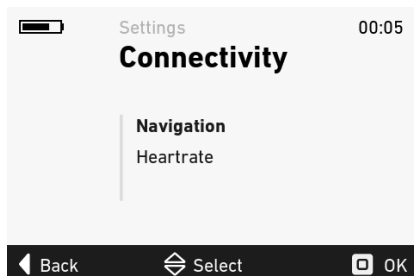 Settings 00:05
Connectivity
Navigation
Heartrate
Back Select OK